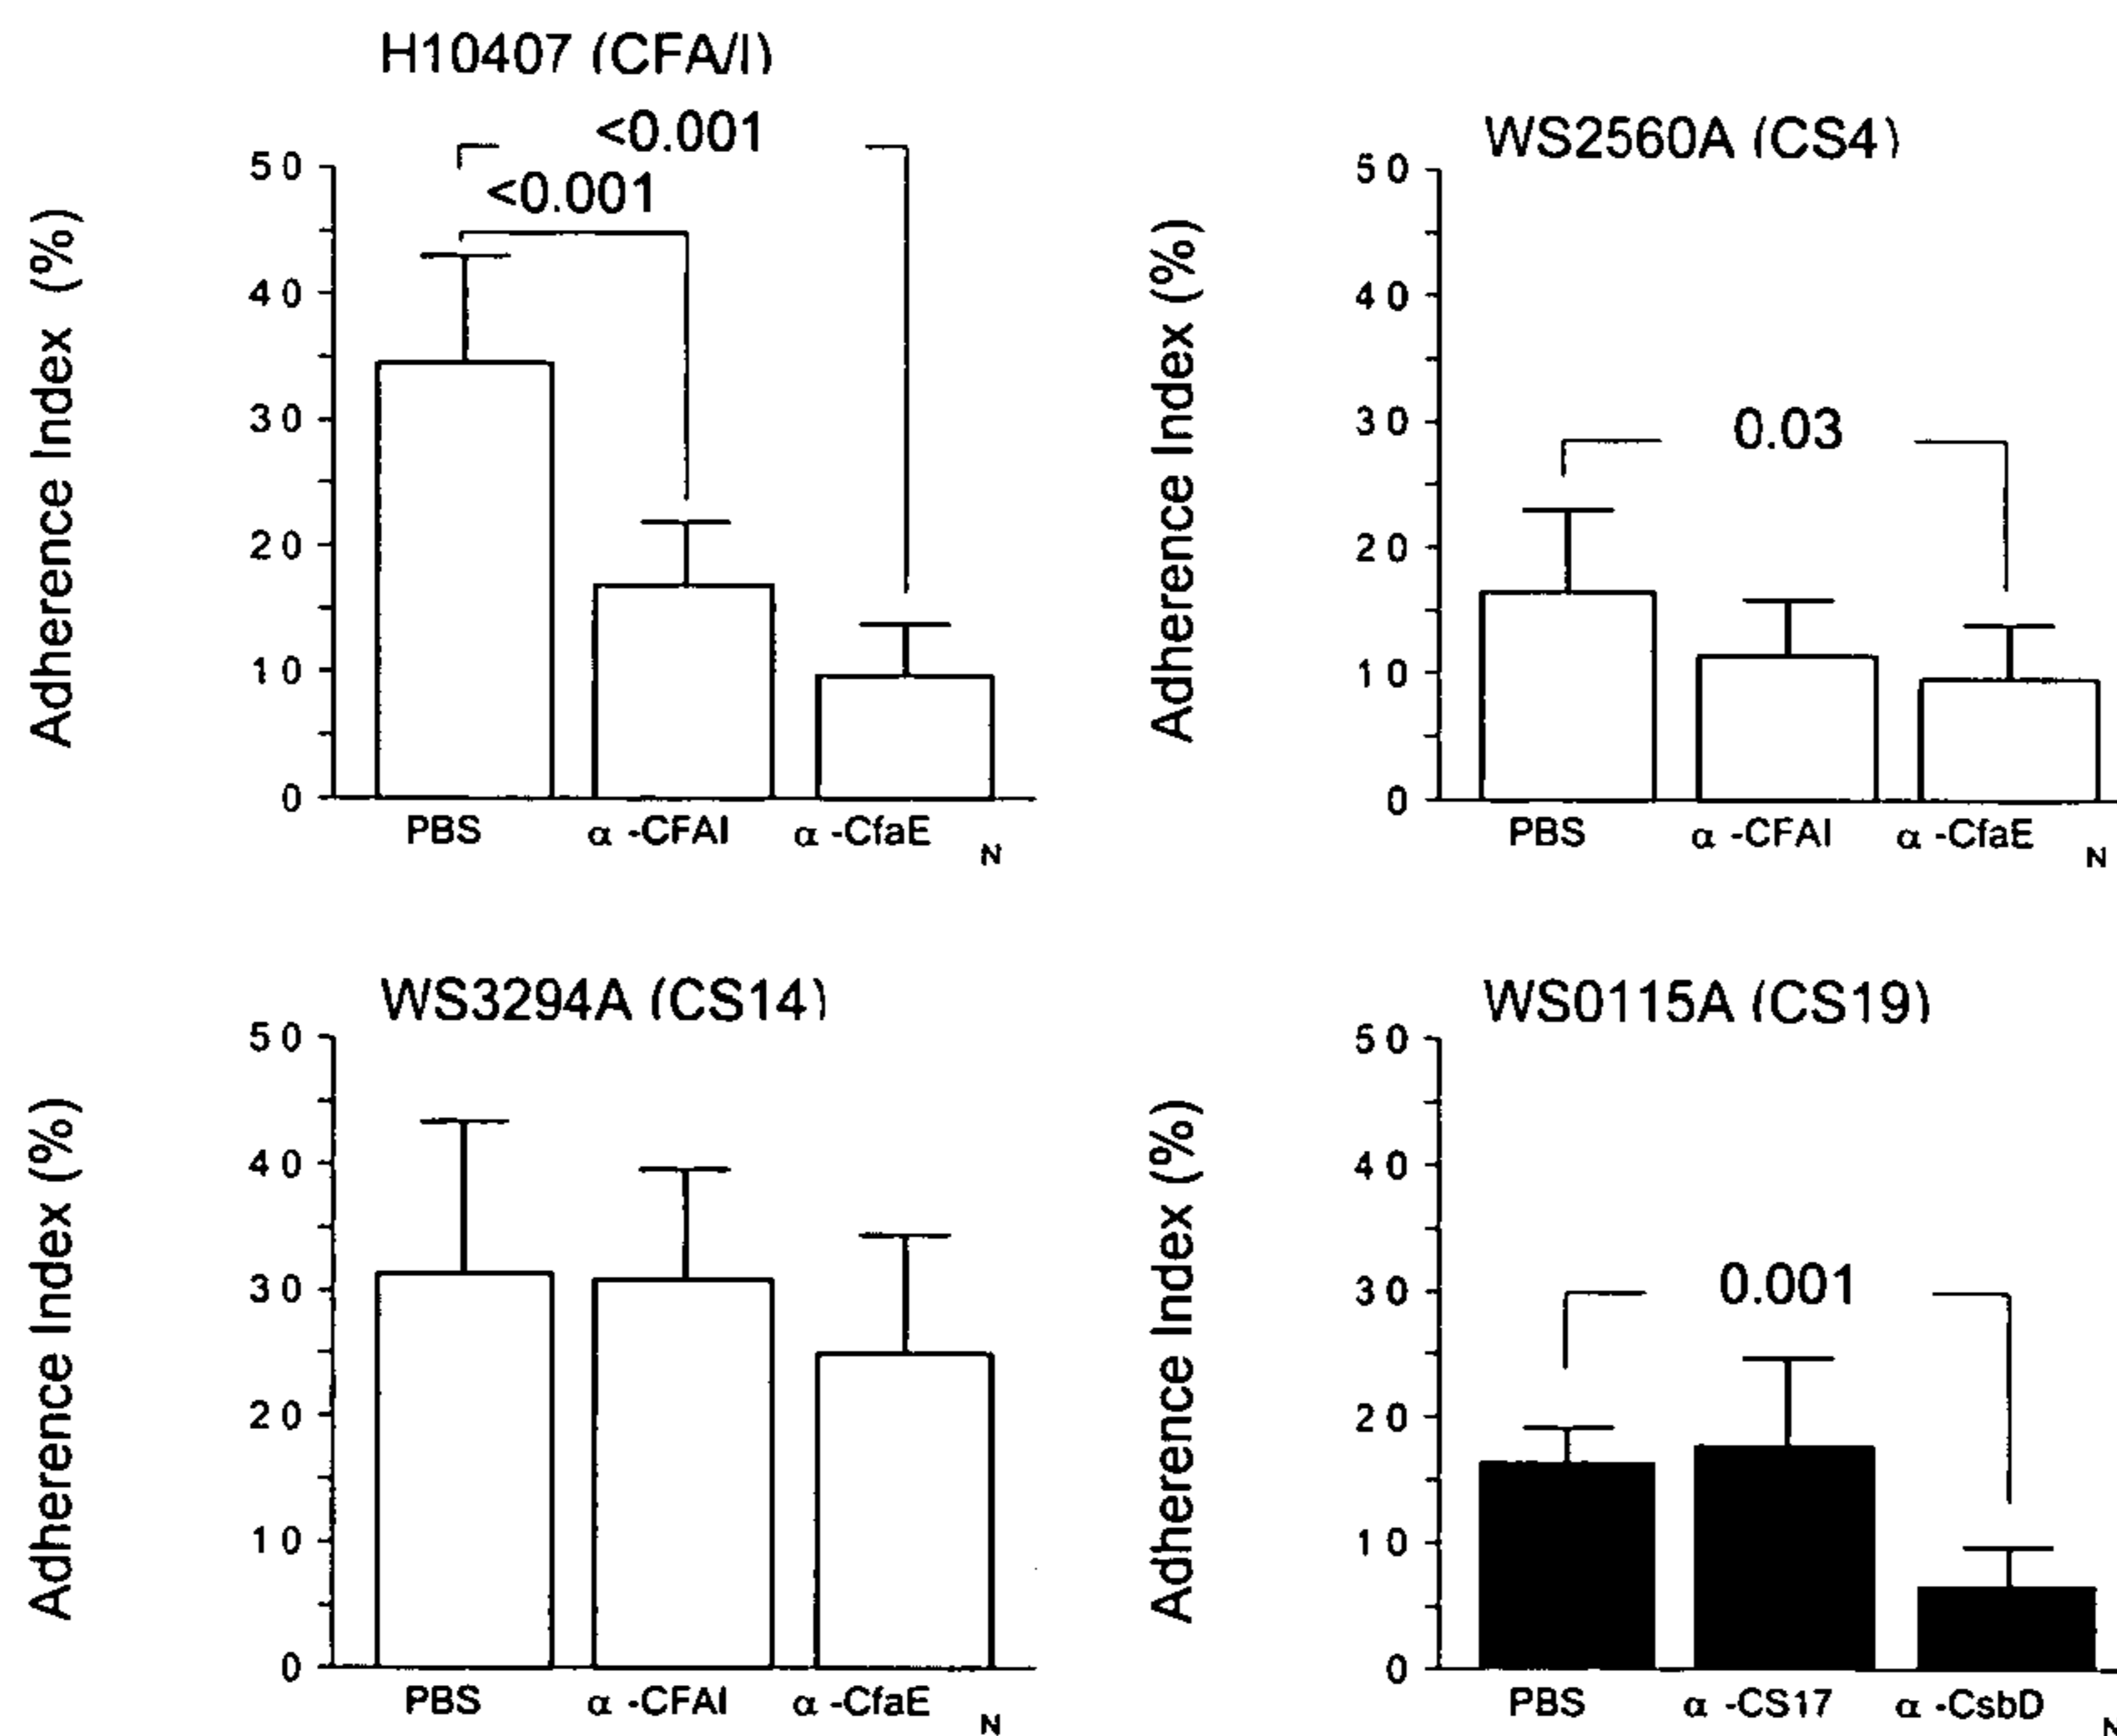 H10407 (CFA/I)
<0.001
<0.001
Adherence Index (%)
50
40
30
20
10
0
PBS
α -CFAI
α -CfaE N
WS2560A (CS4)
0.03
Adherence Index (%)
50
40
30
20
10
0
PBS
α -CFAI
α -CfaE N
WS3294A (CS14)
Adherence Index (%)
50
40
30
20
10
0
PBS
α -CFAI
α -CfaE N
WS0115A (CS19)
0.001
Adherence Index (%)
50
40
30
20
10
0
PBS
α -CS17
α -CsbD N